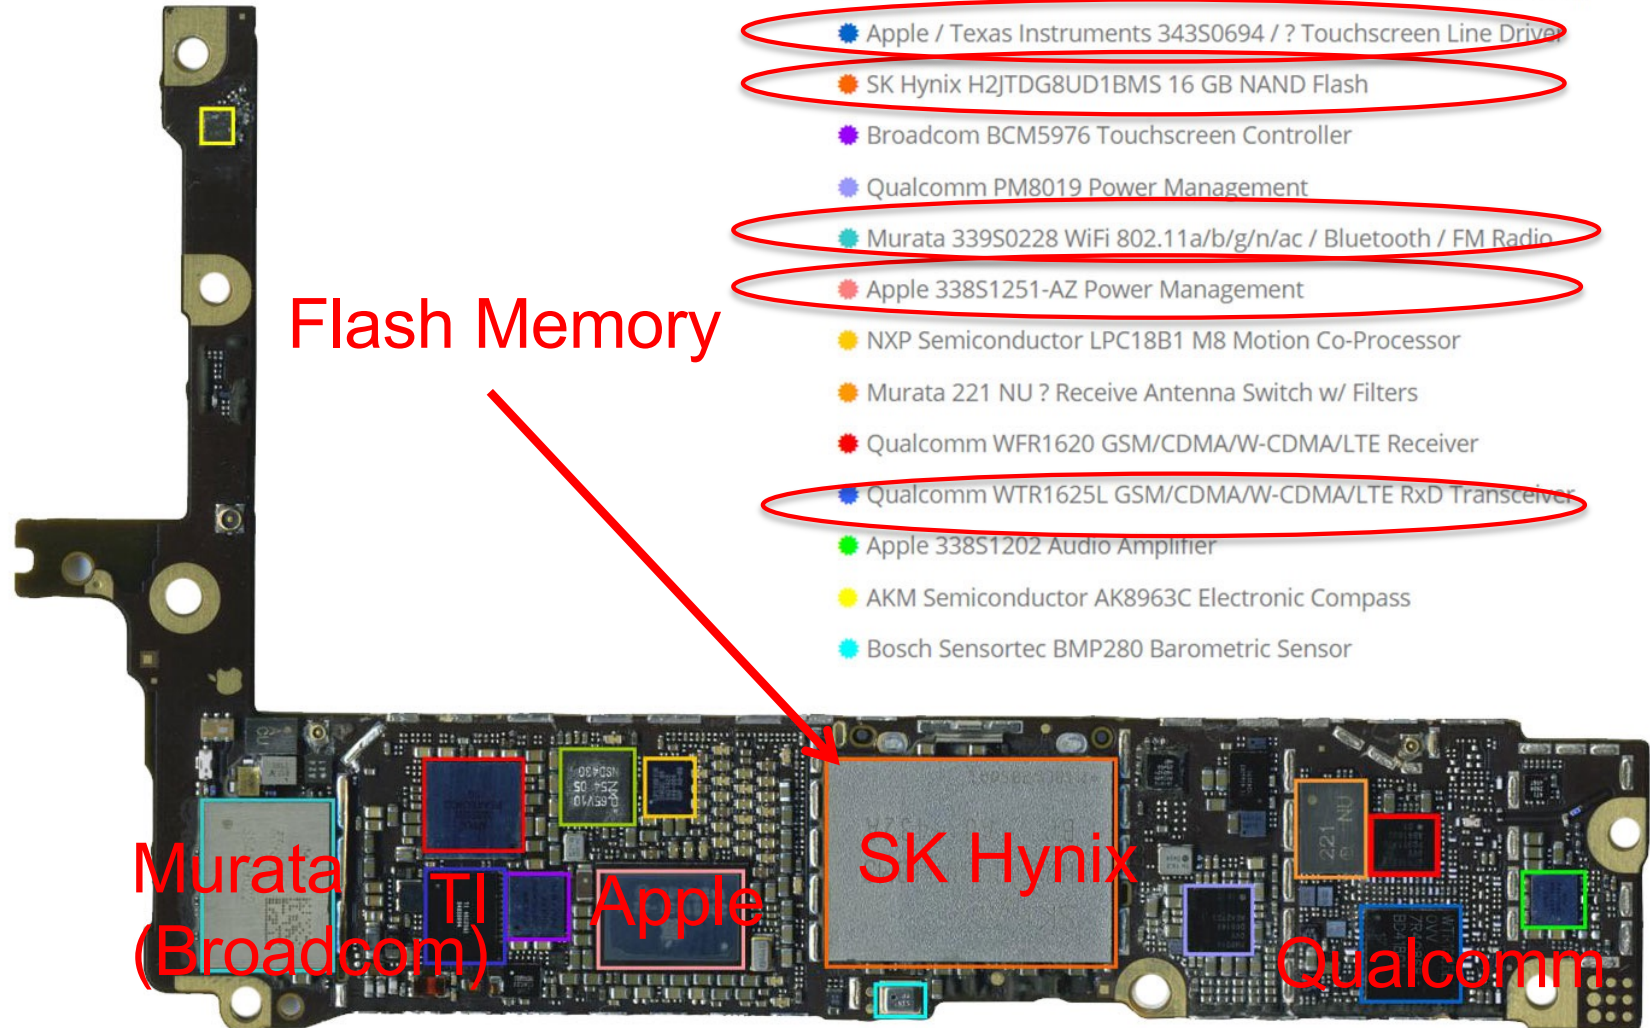 Apple / Texas Instruments 343S0694 / ? Touchscreen Line Driver
SK Hynix H2JTDG8UD1BMS 16 GB NAND Flash
Broadcom BCM5976 Touchscreen Controller
Qualcomm PM8019 Power Management
Murata 339S0228 WiFi 802.11a/b/g/n/ac / Bluetooth / FM Radio
Apple 338S1251-AZ Power Management
NXP Semiconductor LPC18B1 M8 Motion Co-Processor
Murata 221 NU ? Receive Antenna Switch w/ Filters
Qualcomm WFR1620 GSM/CDMA/W-CDMA/LTE Receiver
Qualcomm WTR1625L GSM/CDMA/W-CDMA/LTE RxD Transceiver
Apple 338S1202 Audio Amplifier
AKM Semiconductor AK8963C Electronic Compass
Bosch Sensortec BMP280 Barometric Sensor
Flash Memory
Murata
(Broadcom)
TI
Apple
SK Hynix
Qualcomm
NSD430
54 05
65V10
221
NU